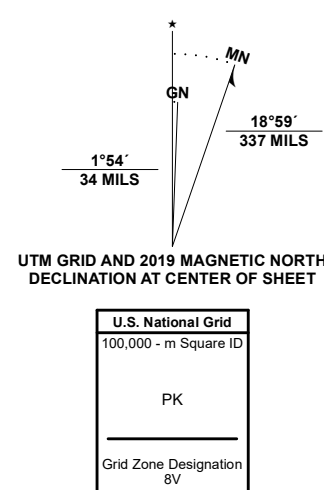 ★
MN
GN
18°59´
337 MILS
1°54´
34 MILS
UTM GRID AND 2019 MAGNETIC NORTH
DECLINATION AT CENTER OF SHEET
U.S. National Grid
100,000 - m Square ID
PK
Grid Zone Designation
8V